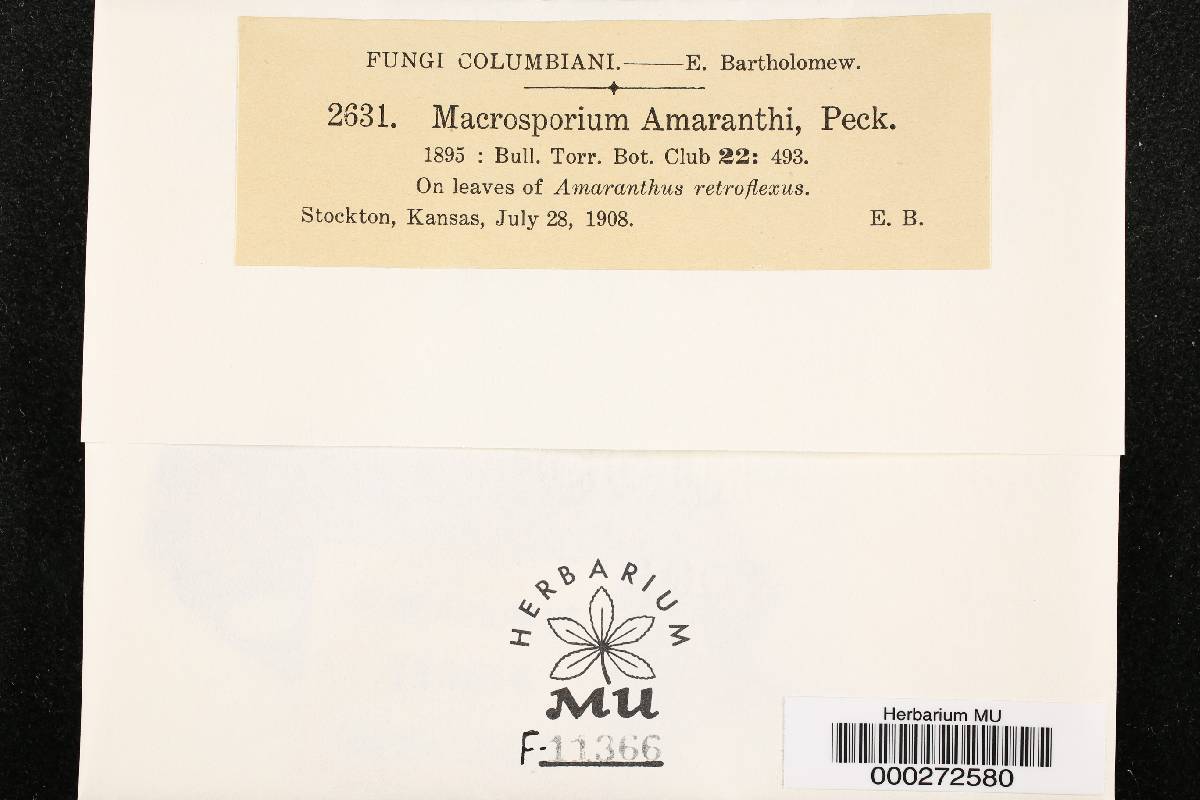 FUNGI COLUMBIANI.——E. Bartholomew.
2631. Macrosporium Amaranthi, Peck.
1895 : Bull. Torr. Bot. Club 22: 493.
On leaves of Amaranthus retroflexus.
Stockton, Kansas, July 28, 1908. E. B.
HERBARIUM
MU
F-11366
Herbarium MU
000272580